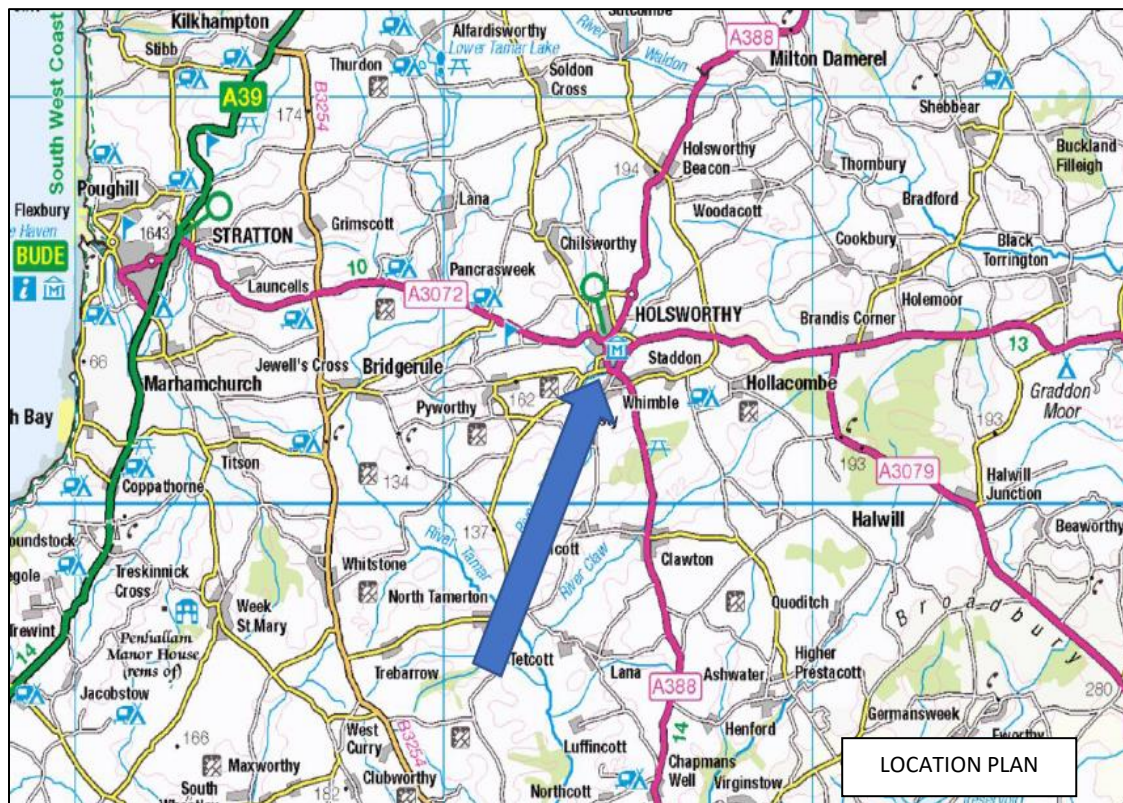 Kilkhampton
Stibb
A39
174
B3254
Alfardisworthy
Lower Tamar Lake
Thurdon
Soldon
Cross
River
Waldon
A388
Milton Damerel
Shebbear
Buckland
Filleigh
South West Coast
Poughill
Flexbury
BUDE
1643
STRATTON
Launcells
Grimscott
10
Lana
Pancrasweek
A3072
Chilsworthy
194
Holsworthy
Beacon
Woodacott
Thornbury
Bradford
Cookbury
Black
Torrington
Holemoor
HOLSWORTHY
Brandis Corner
13
Staddon
Hollacombe
Whimble
Graddon
Moor
66
Marhamchurch
Jewell's Cross
Bridgerule
Pyworthy
162
h Bay
Titson
Coppathorne
134
137
193
193
A3079
Halwill
Junction
Halwill
Beaworthy
oundstock
egole
Treskinnick
Cross
Trewint
14
Penhallam
Manor House
(rems of)
Week
St Mary
Whitstone
River Tamar
North Tamerton
River Claw
Clawton
Quoditch
Broadbury
Jacobstow
Trebarrow
Tetcott
Lana
A388
14
Ashwater
Higher
Prestacott
Henford
Germansweek
280
166
West
Curry
B3254
Maxworthy
Clubworthy
182
South
Luffincott
Northcott
Chapmans
Well
Virginstow
LOCATION PLAN